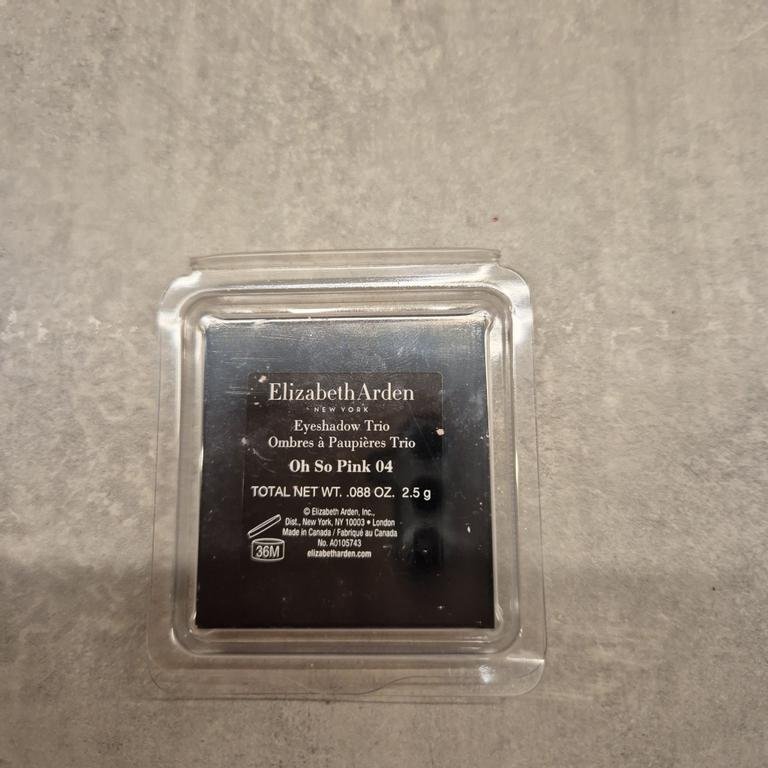 Elizabeth Arden
NEW YORK
Eyeshadow Trio
Ombres à Paupières Trio
Oh So Pink 04
TOTAL NET WT. .088 OZ. 2.5 g
© Elizabeth Arden, Inc.,
Dist., New York, NY 10003 • London
Made in Canada / Fabriqué au Canada
No. A0105743
elizabetharden.com
36M